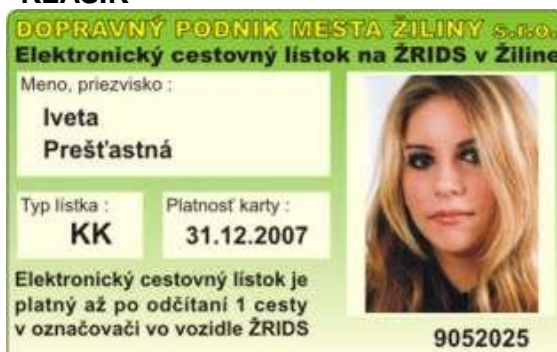 DOPRAVNÝ PODNIK MESTA ŽILINY s.r.o.
Elektronický cestovný lístok na ŽRIDS v Žiline
Meno, priezvisko :
Iveta
Prešťastná
Typ lístka :
KK
Platnosť karty :
31.12.2007
Elektronický cestovný lístok je
platný až po odčítaní 1 cesty
v označovači vo vozidle ŽRIDS
9052025